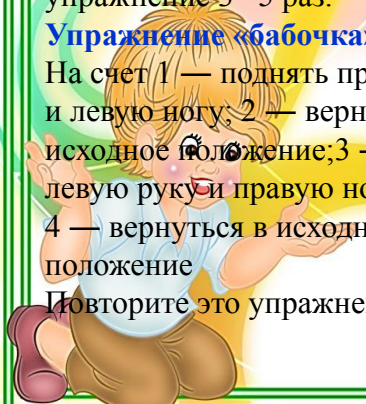 упражнение 3 5 раз.
Упражнение «бабочка»
На счет 1 — поднять пр
и левую ногу; 2 — верн
исходное положение;3 -
левую руку и правую но
4 — вернуться в исходн
положение
Повторите это упражне